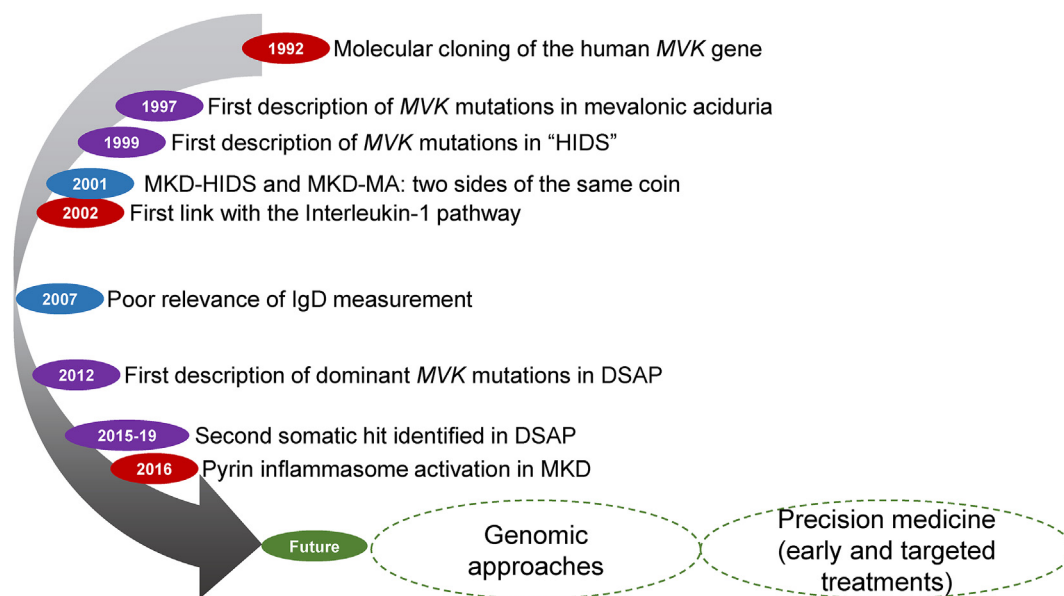 1992 Molecular cloning of the human MVK gene
1997 First description of MVK mutations in mevalonic aciduria
1999 First description of MVK mutations in “HIDS”
2001 MKD-HIDS and MKD-MA: two sides of the same coin
2002 First link with the Interleukin-1 pathway
2007 Poor relevance of IgD measurement
2012 First description of dominant MVK mutations in DSAP
2015-19 Second somatic hit identified in DSAP
2016 Pyrin inflammasome activation in MKD
Future
Genomic
approaches
Precision medicine
(early and targeted
treatments)